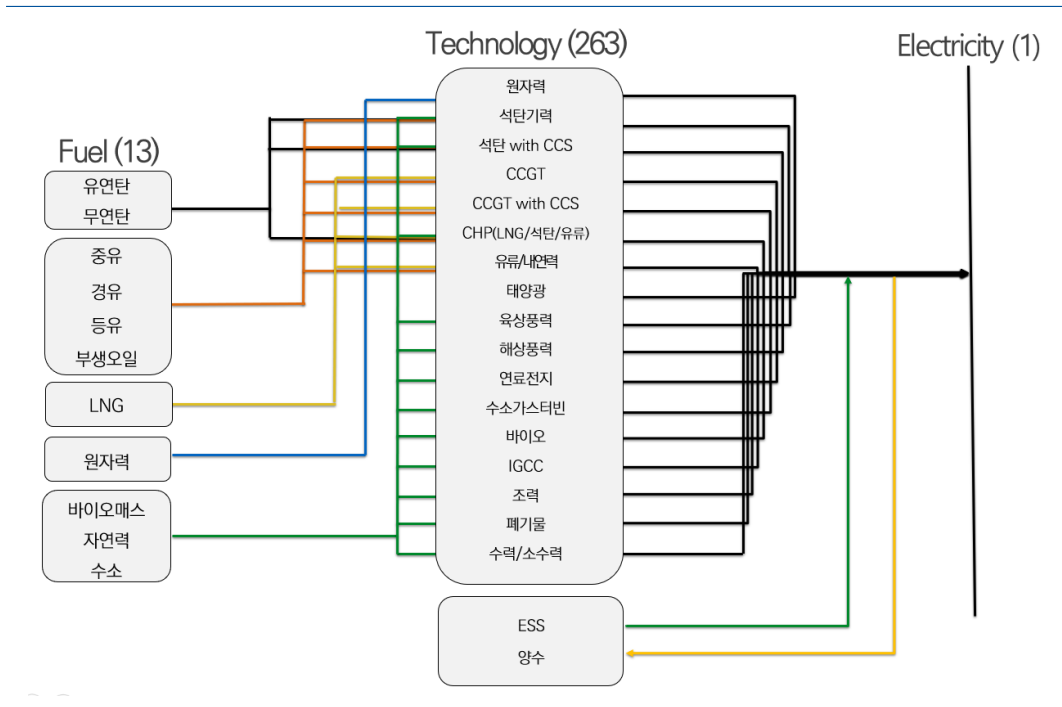 Technology (263)
Electricity (1)
Fuel (13)
유연탄
무연탄
중유
경유
등유
부생오일
LNG
원자력
바이오매스
자연력
수소
원자력
석탄기력
석탄 with CCS
CCGT
CCGT with CCS
CHP(LNG/석탄/유류)
유류/내연력
태양광
육상풍력
해상풍력
연료전지
수소가스터빈
바이오
IGCC
조력
폐기물
수력/소수력
ESS
양수